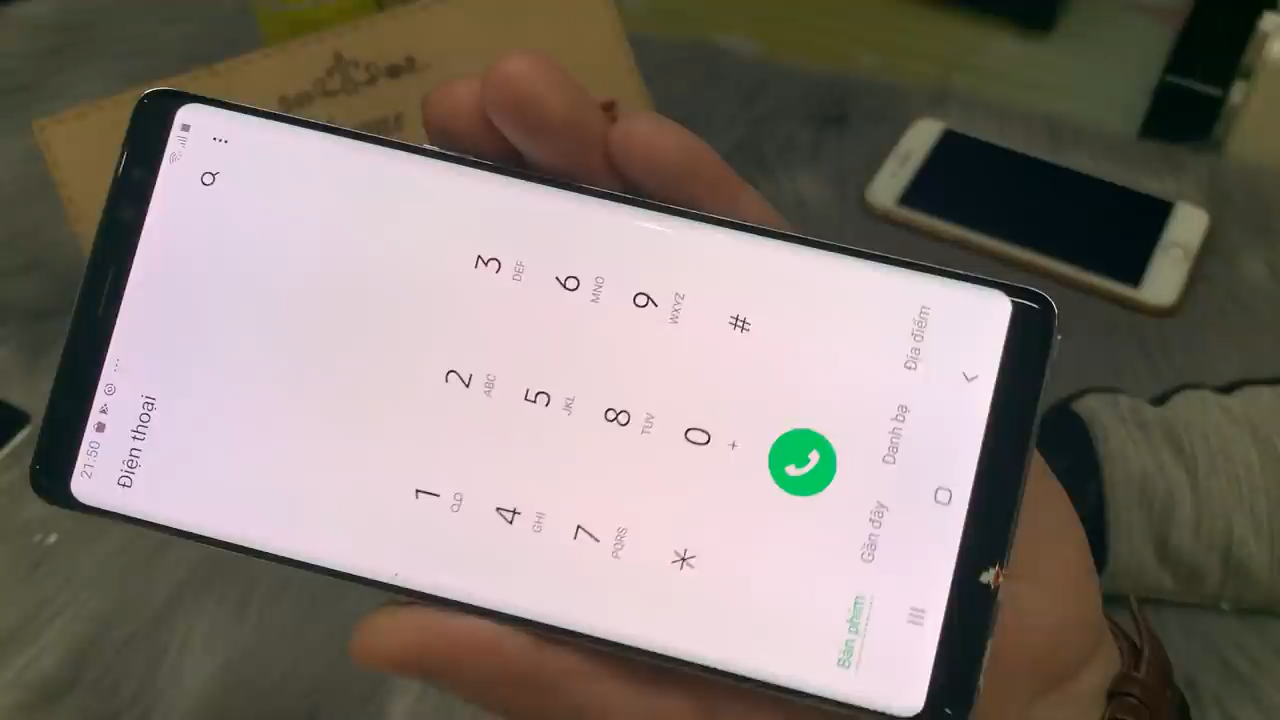 21:50
Điện thoại
1 2 ABC 3 DEF
4 GHI 5 JKL 6 MNO
7 PQRS 8 TUV 9 WXYZ
* 0 + #
Bàn phím Gần đây Danh bạ Địa điểm